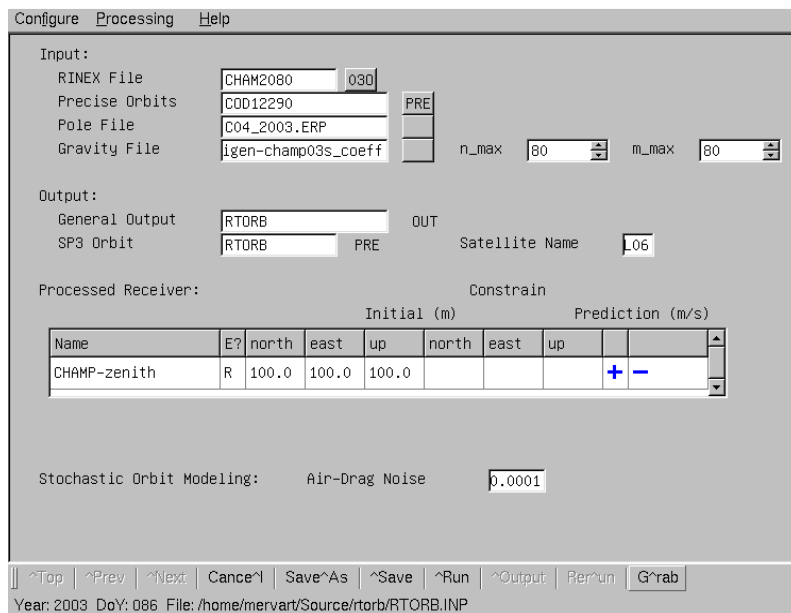 Configure Processing Help
Input:
RINEX File CHAM2080 03O
Precise Orbits COD12290 PRE
Pole File C04_2003.ERP
Gravity File igen-champ03s_coeff n_max 80 m_max 80
Output:
General Output RTORB OUT
SP3 Orbit RTORB PRE Satellite Name L06
Processed Receiver: Constrain
Initial (m) Prediction (m/s)
Name E? north east up north east up
CHAMP-zenith R 100.0 100.0 100.0 + −
Stochastic Orbit Modeling: Air-Drag Noise 0.0001
^Top ^Prev ^Next Cance^l Save^As ^Save ^Run ^Output Rer^un G^rab
Year: 2003 DoY: 086 File: /home/mervart/Source/rtorb/RTORB.INP